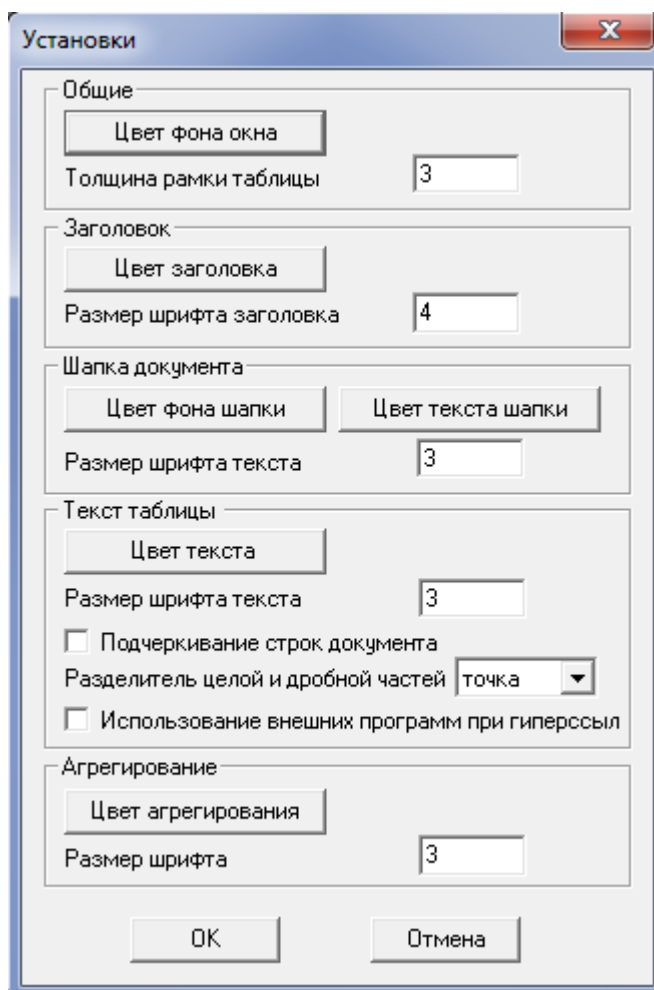 Установки
Общие
Цвет фона окна
Толщина рамки таблицы 3
Заголовок
Цвет заголовка
Размер шрифта заголовка 4
Шапка документа
Цвет фона шапки Цвет текста шапки
Размер шрифта текста 3
Текст таблицы
Цвет текста
Размер шрифта текста 3
Подчеркивание строк документа
Разделитель целой и дробной частей точка
Использование внешних программ при гиперссыл
Агрегирование
Цвет агрегирования
Размер шрифта 3
OK Отмена